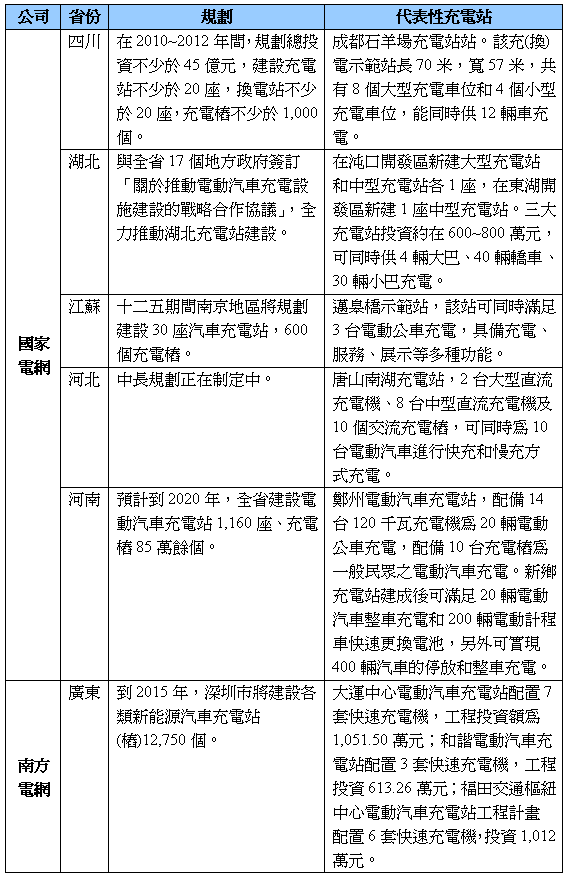 公司 省份 規劃 代表性充電站
國家
電網
四川
在 2010~2012 年間，規劃總投
資不少於 45 億元，建設充電
站不少於 20 座，換電站不少
於 20 座，充電樁不少於 1,000
個。
成都石羊場充電站站。該充(換)
電示範站長 70 米，寬 57 米，共
有 8 個大型充電車位和 4 個小型
充電車位，能同時供 12 輛車充
電。
湖北
與全省 17 個地方政府簽訂
「關於推動電動汽車充電設
施建設的戰略合作協議」，全
力推動湖北充電站建設。
在沌口開發區新建大型充電站
和中型充電站各 1 座，在東湖開
發區新建 1 座中型充電站。三大
充電站投資約在 600~800 萬元，
可同時供 4 輛大巴、40 輛轎車、
30 輛小巴充電。
江蘇
十二五期間南京地區將規劃
建設 30 座汽車充電站，600
個充電樁。
邁皋橋示範站，該站可同時滿足
3 台電動公車充電，具備充電、
服務、展示等多種功能。
河北
中長規劃正在制定中。
唐山南湖充電站，2 台大型直流
充電機、8 台中型直流充電機及
10 個交流充電樁，可同時為 10
台電動汽車進行快充和慢充方
式充電。
河南
預計到 2020 年，全省建設電
動汽車充電站 1,160 座、充電
樁 85 萬餘個。
鄭州電動汽車充電站，配備 14
台 120 千瓦充電機為 20 輛電動
公車充電，配備 10 台充電樁為
一般民眾之電動汽車充電。新鄉
充電站建成後可滿足 20 輛電動
汽車整車充電和 200 輛電動計程
車快速更換電池，另外可實現
400 輛汽車的停放和整車充電。
南方
電網
廣東
到 2015 年，深圳市將建設各
類新能源汽車充電站
(樁)12,750 個。
大運中心電動汽車充電站配置 7
套快速充電機，工程投資額為
1,051.50 萬元；和諧電動汽車充
電站配置 3 套快速充電機，工程
投資 613.26 萬元；福田交通樞紐
中心電動汽車充電站工程計畫
配置 6 套快速充電機，投資 1,012
萬元。